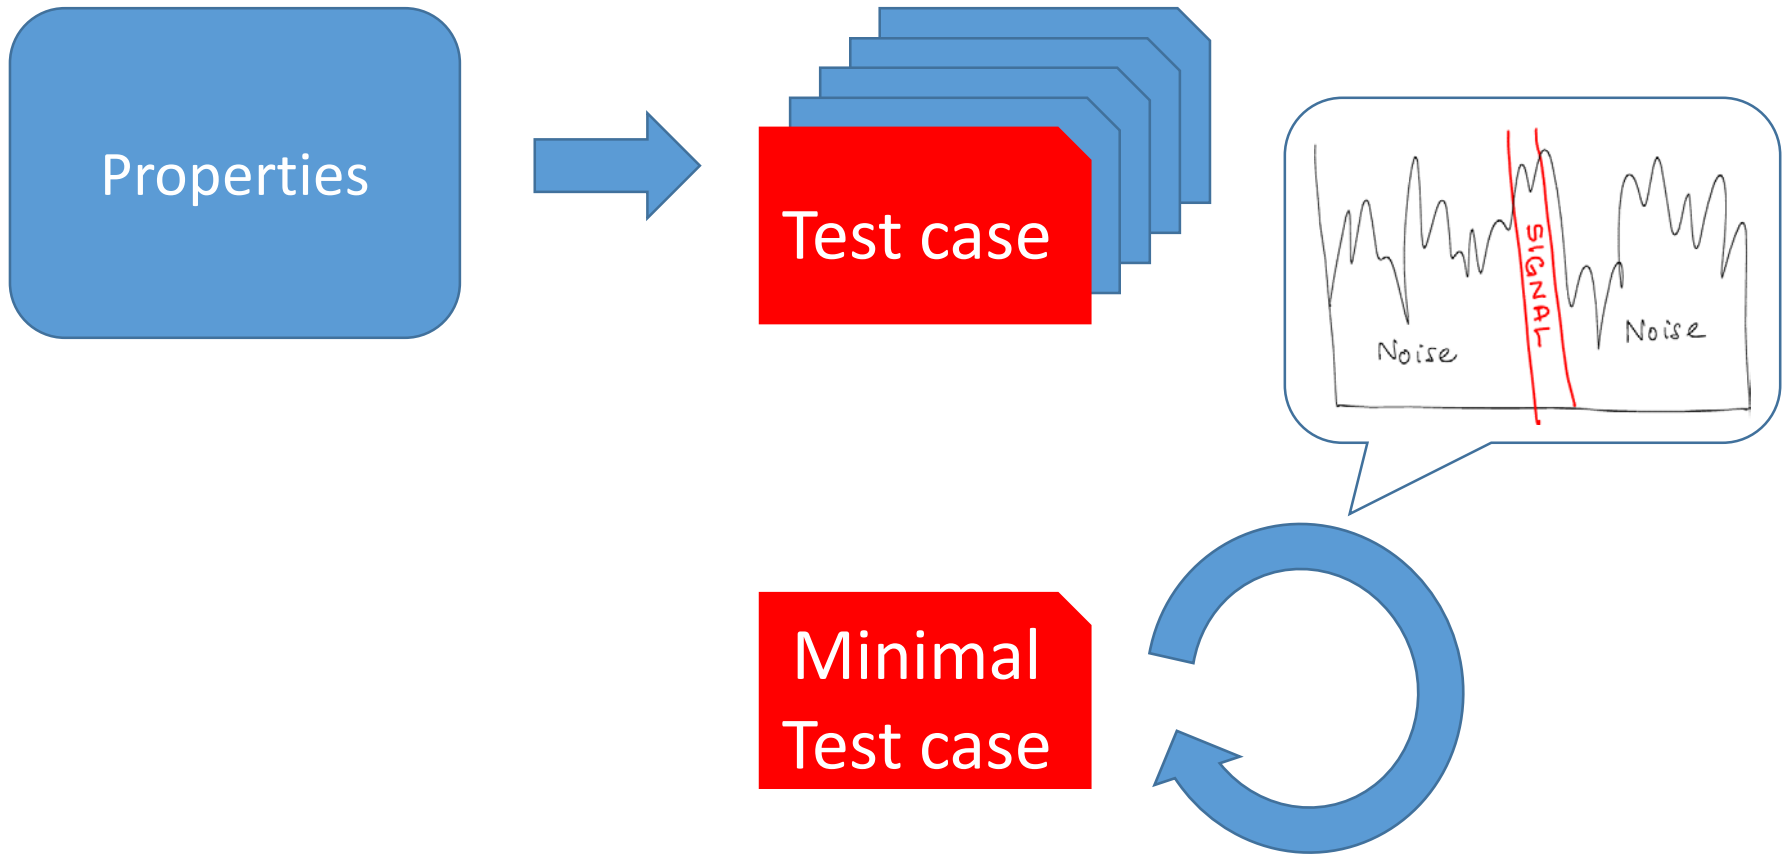 Properties
Test case
SIGNAL
Noise
Noise
Minimal
Test case